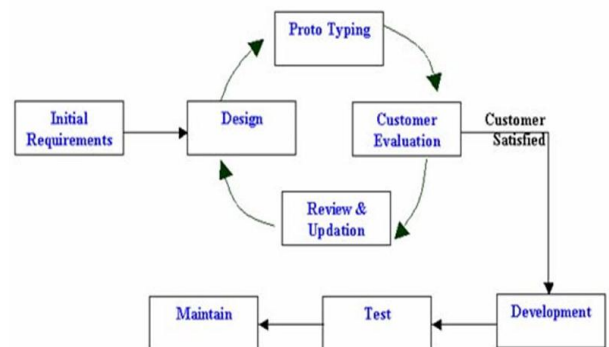 Proto Typing
Initial
Requirements
Design
Customer
Evaluation
Customer
Satisfied
Review &
Updation
Maintain
Test
Development